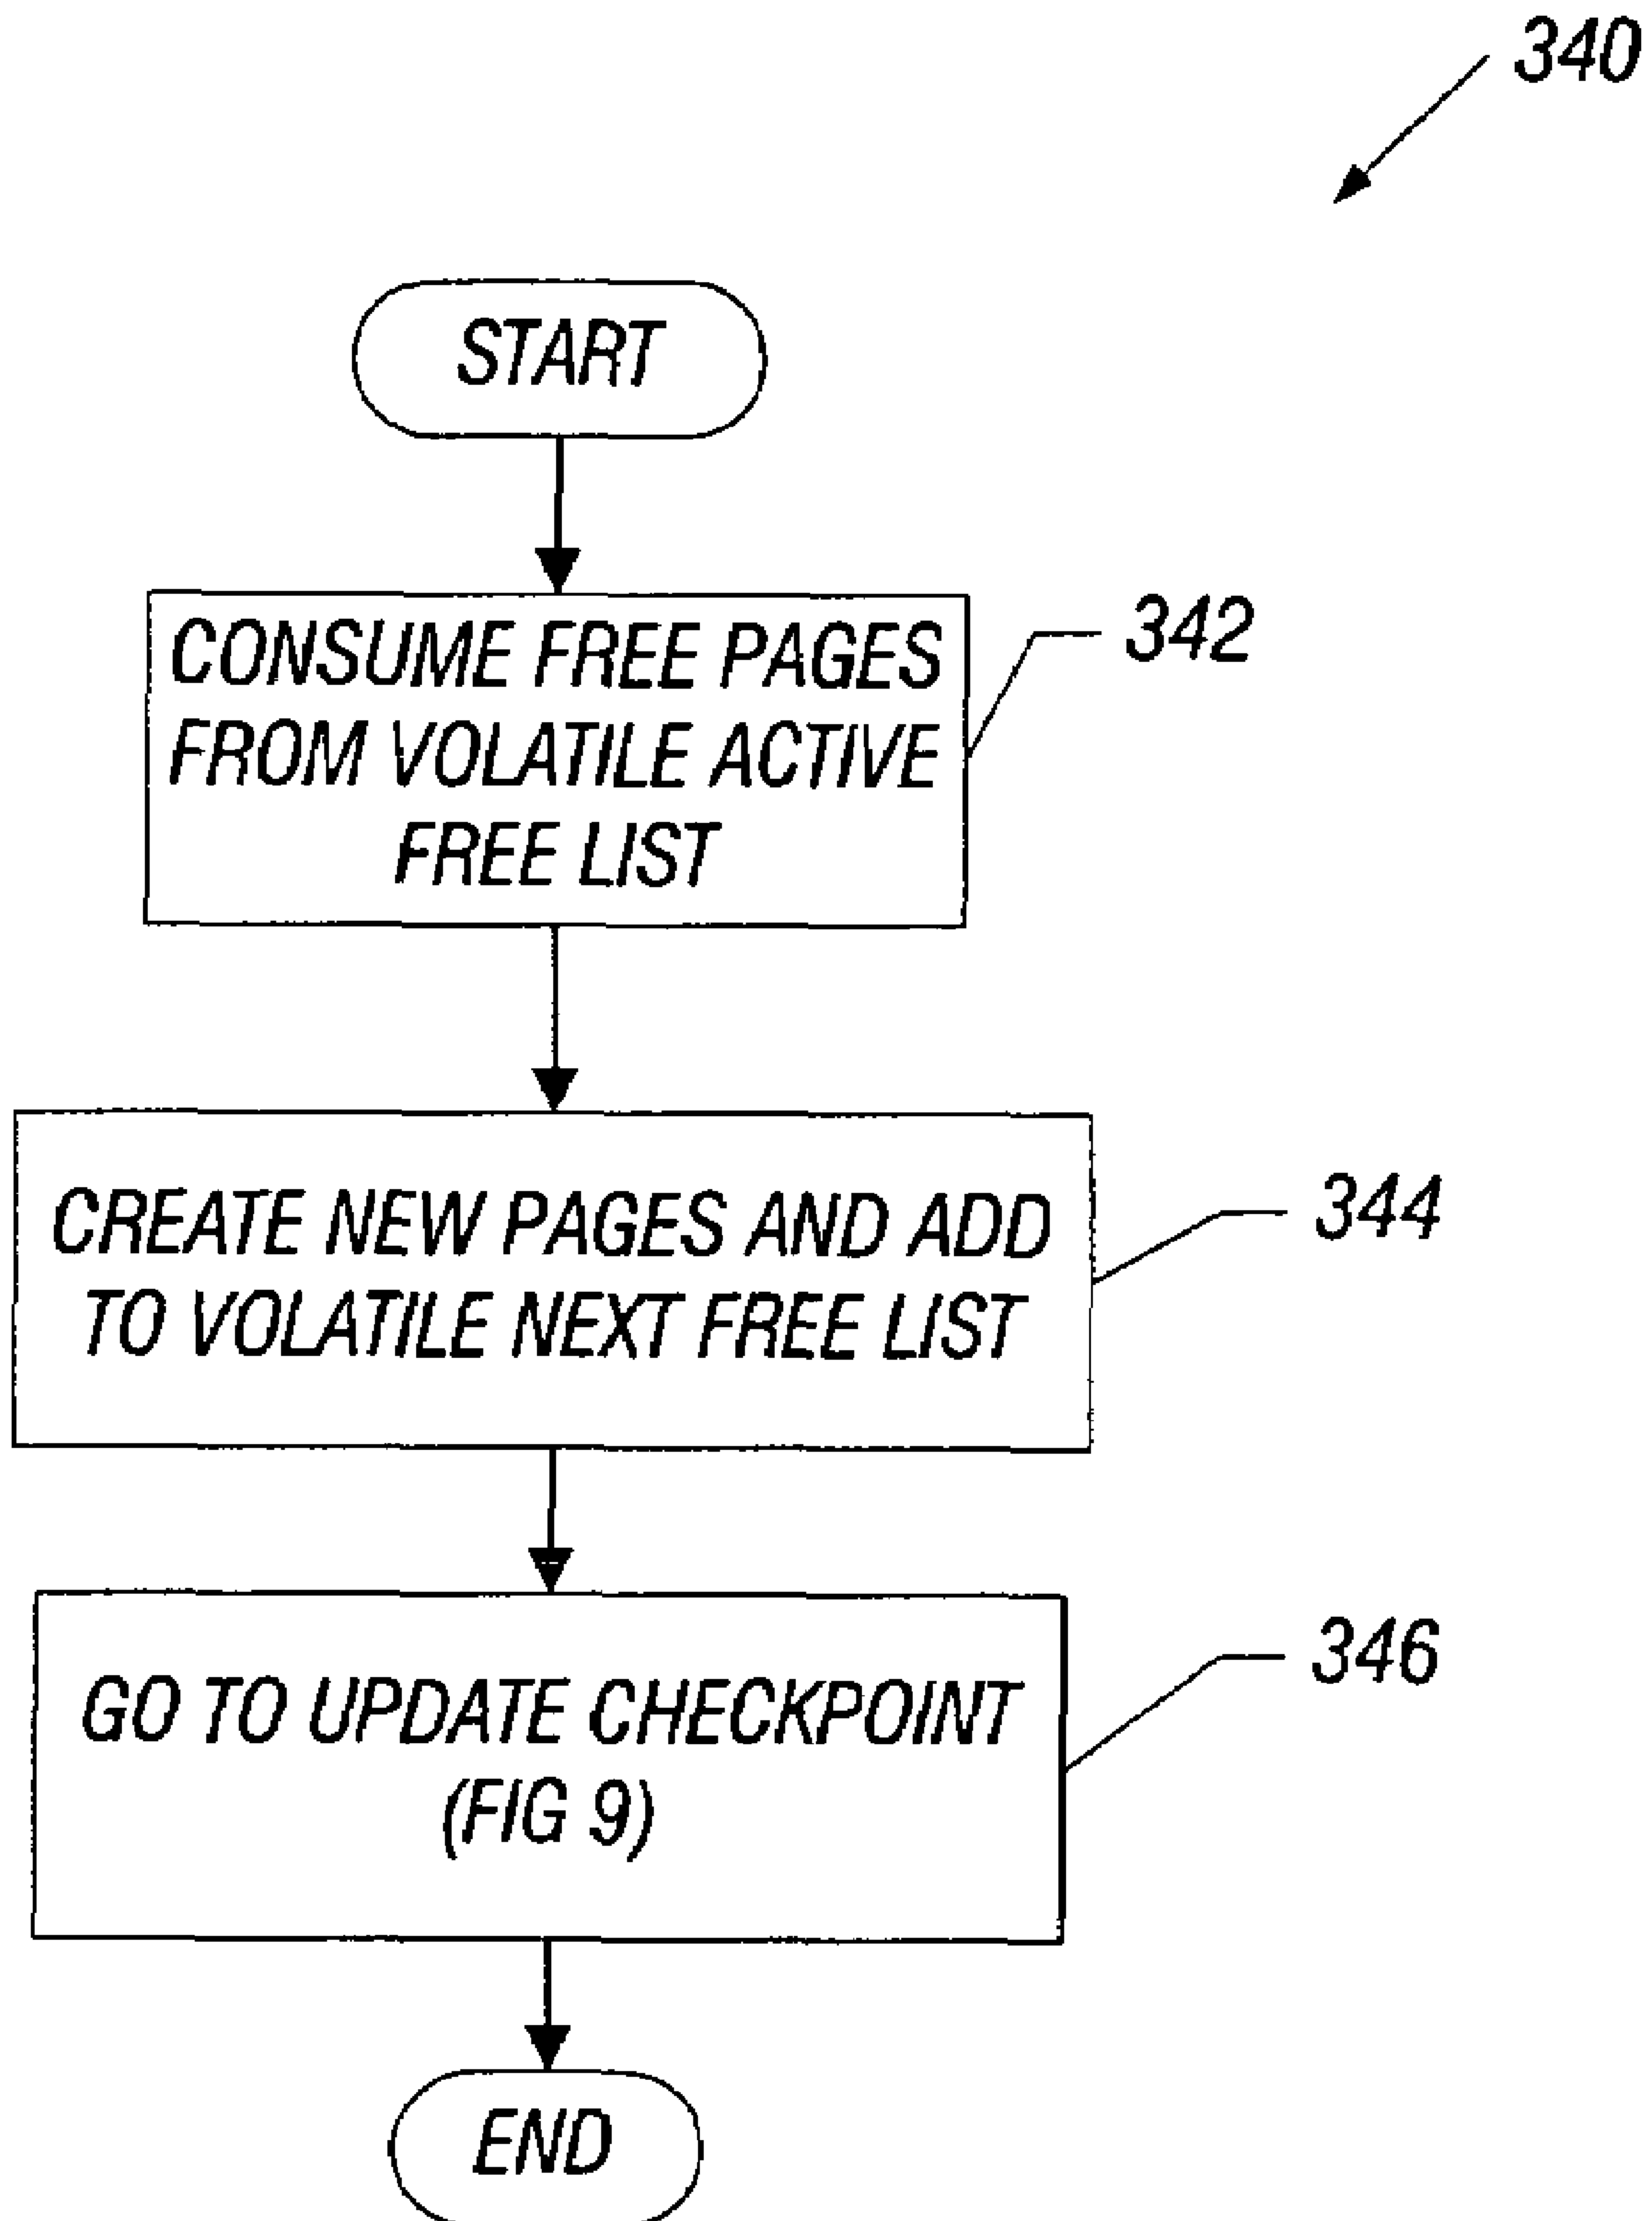 340
START
CONSUME FREE PAGES
FROM VOLATILE ACTIVE
FREE LIST
342
CREATE NEW PAGES AND ADD
TO VOLATILE NEXT FREE LIST
344
GO TO UPDATE CHECKPOINT
(FIG 9)
346
END